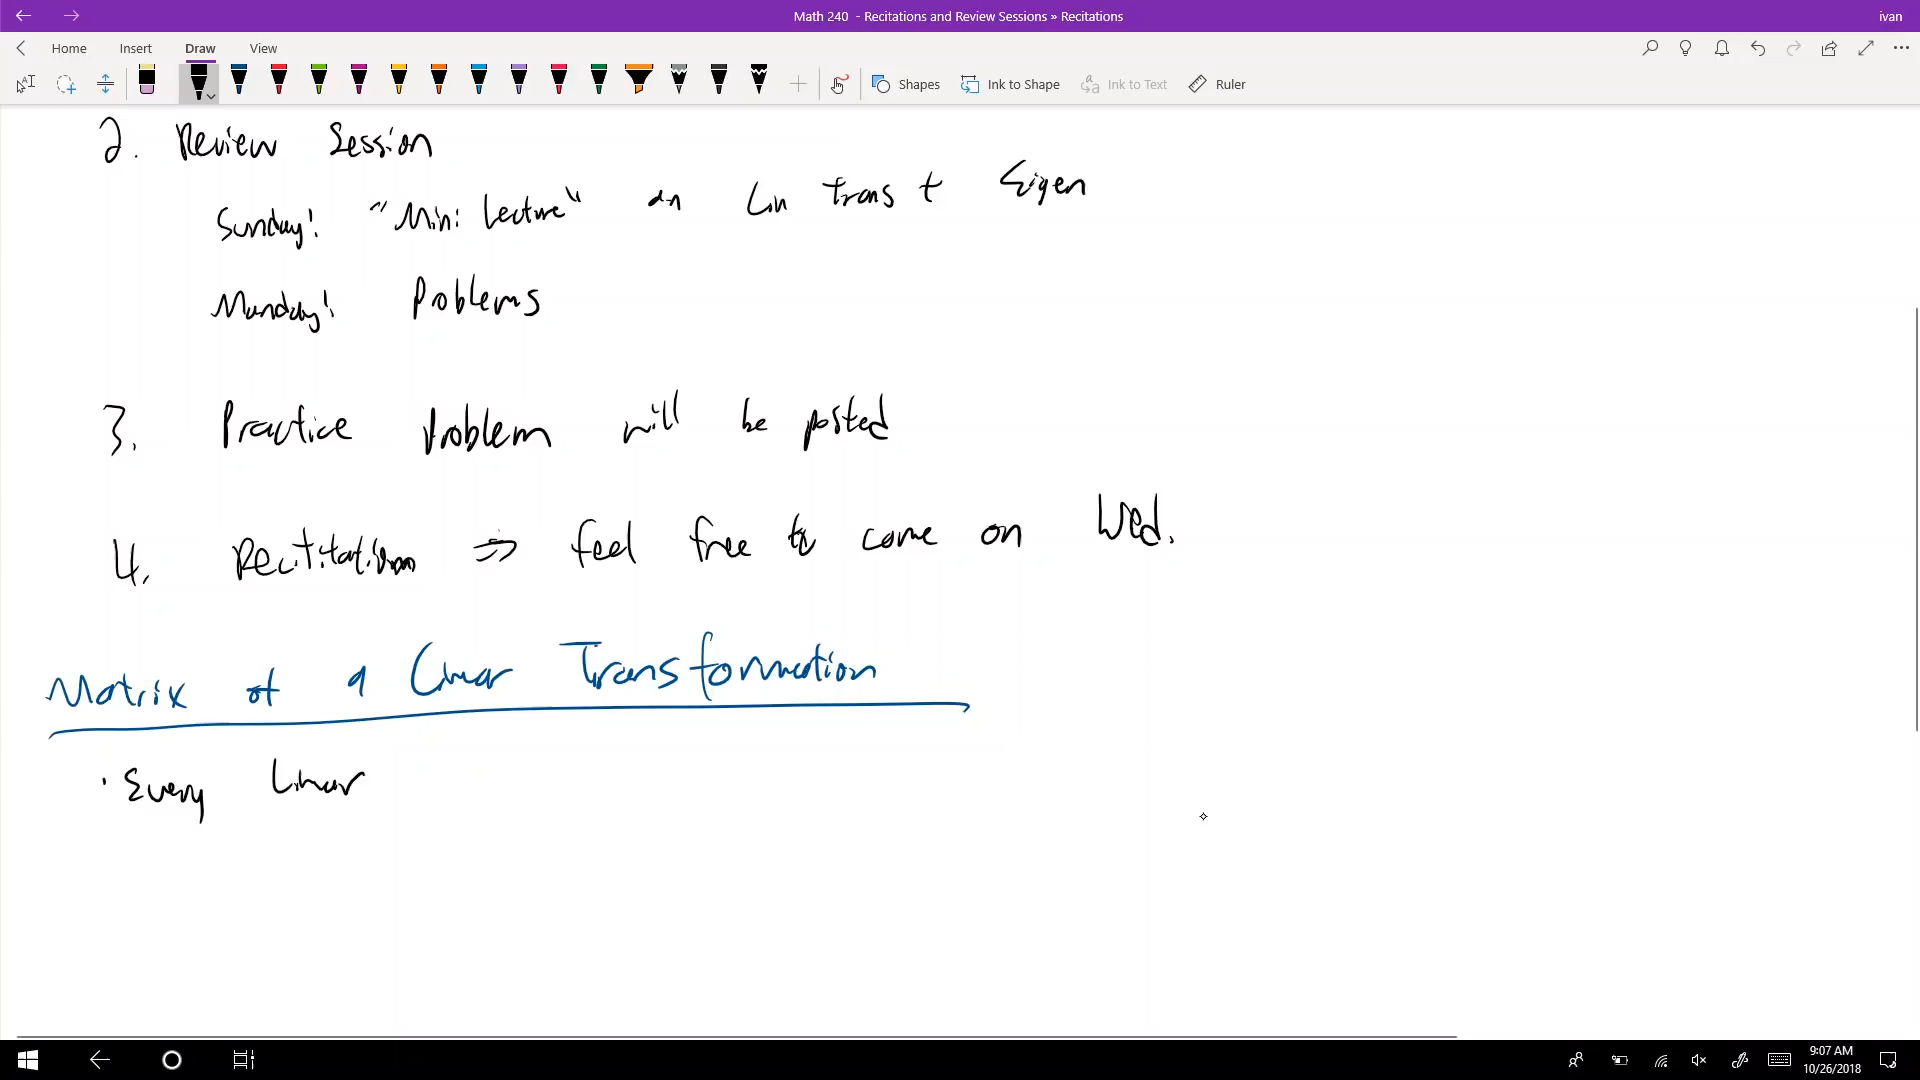 Math 240 - Recitations and Review Sessions » Recitations
ivan
Home Insert Draw View
Shapes Ink to Shape Ink to Text Ruler
2. Review Session
Sunday! "Mini Lecture" on Lin Trans + Eigen
Monday! Problems
3. Practice Problem will be posted
4. Rectitation => feel free to come on Wed.
Matrix of a Linear Transformation
• Every Linear
9:07 AM
10/26/2018